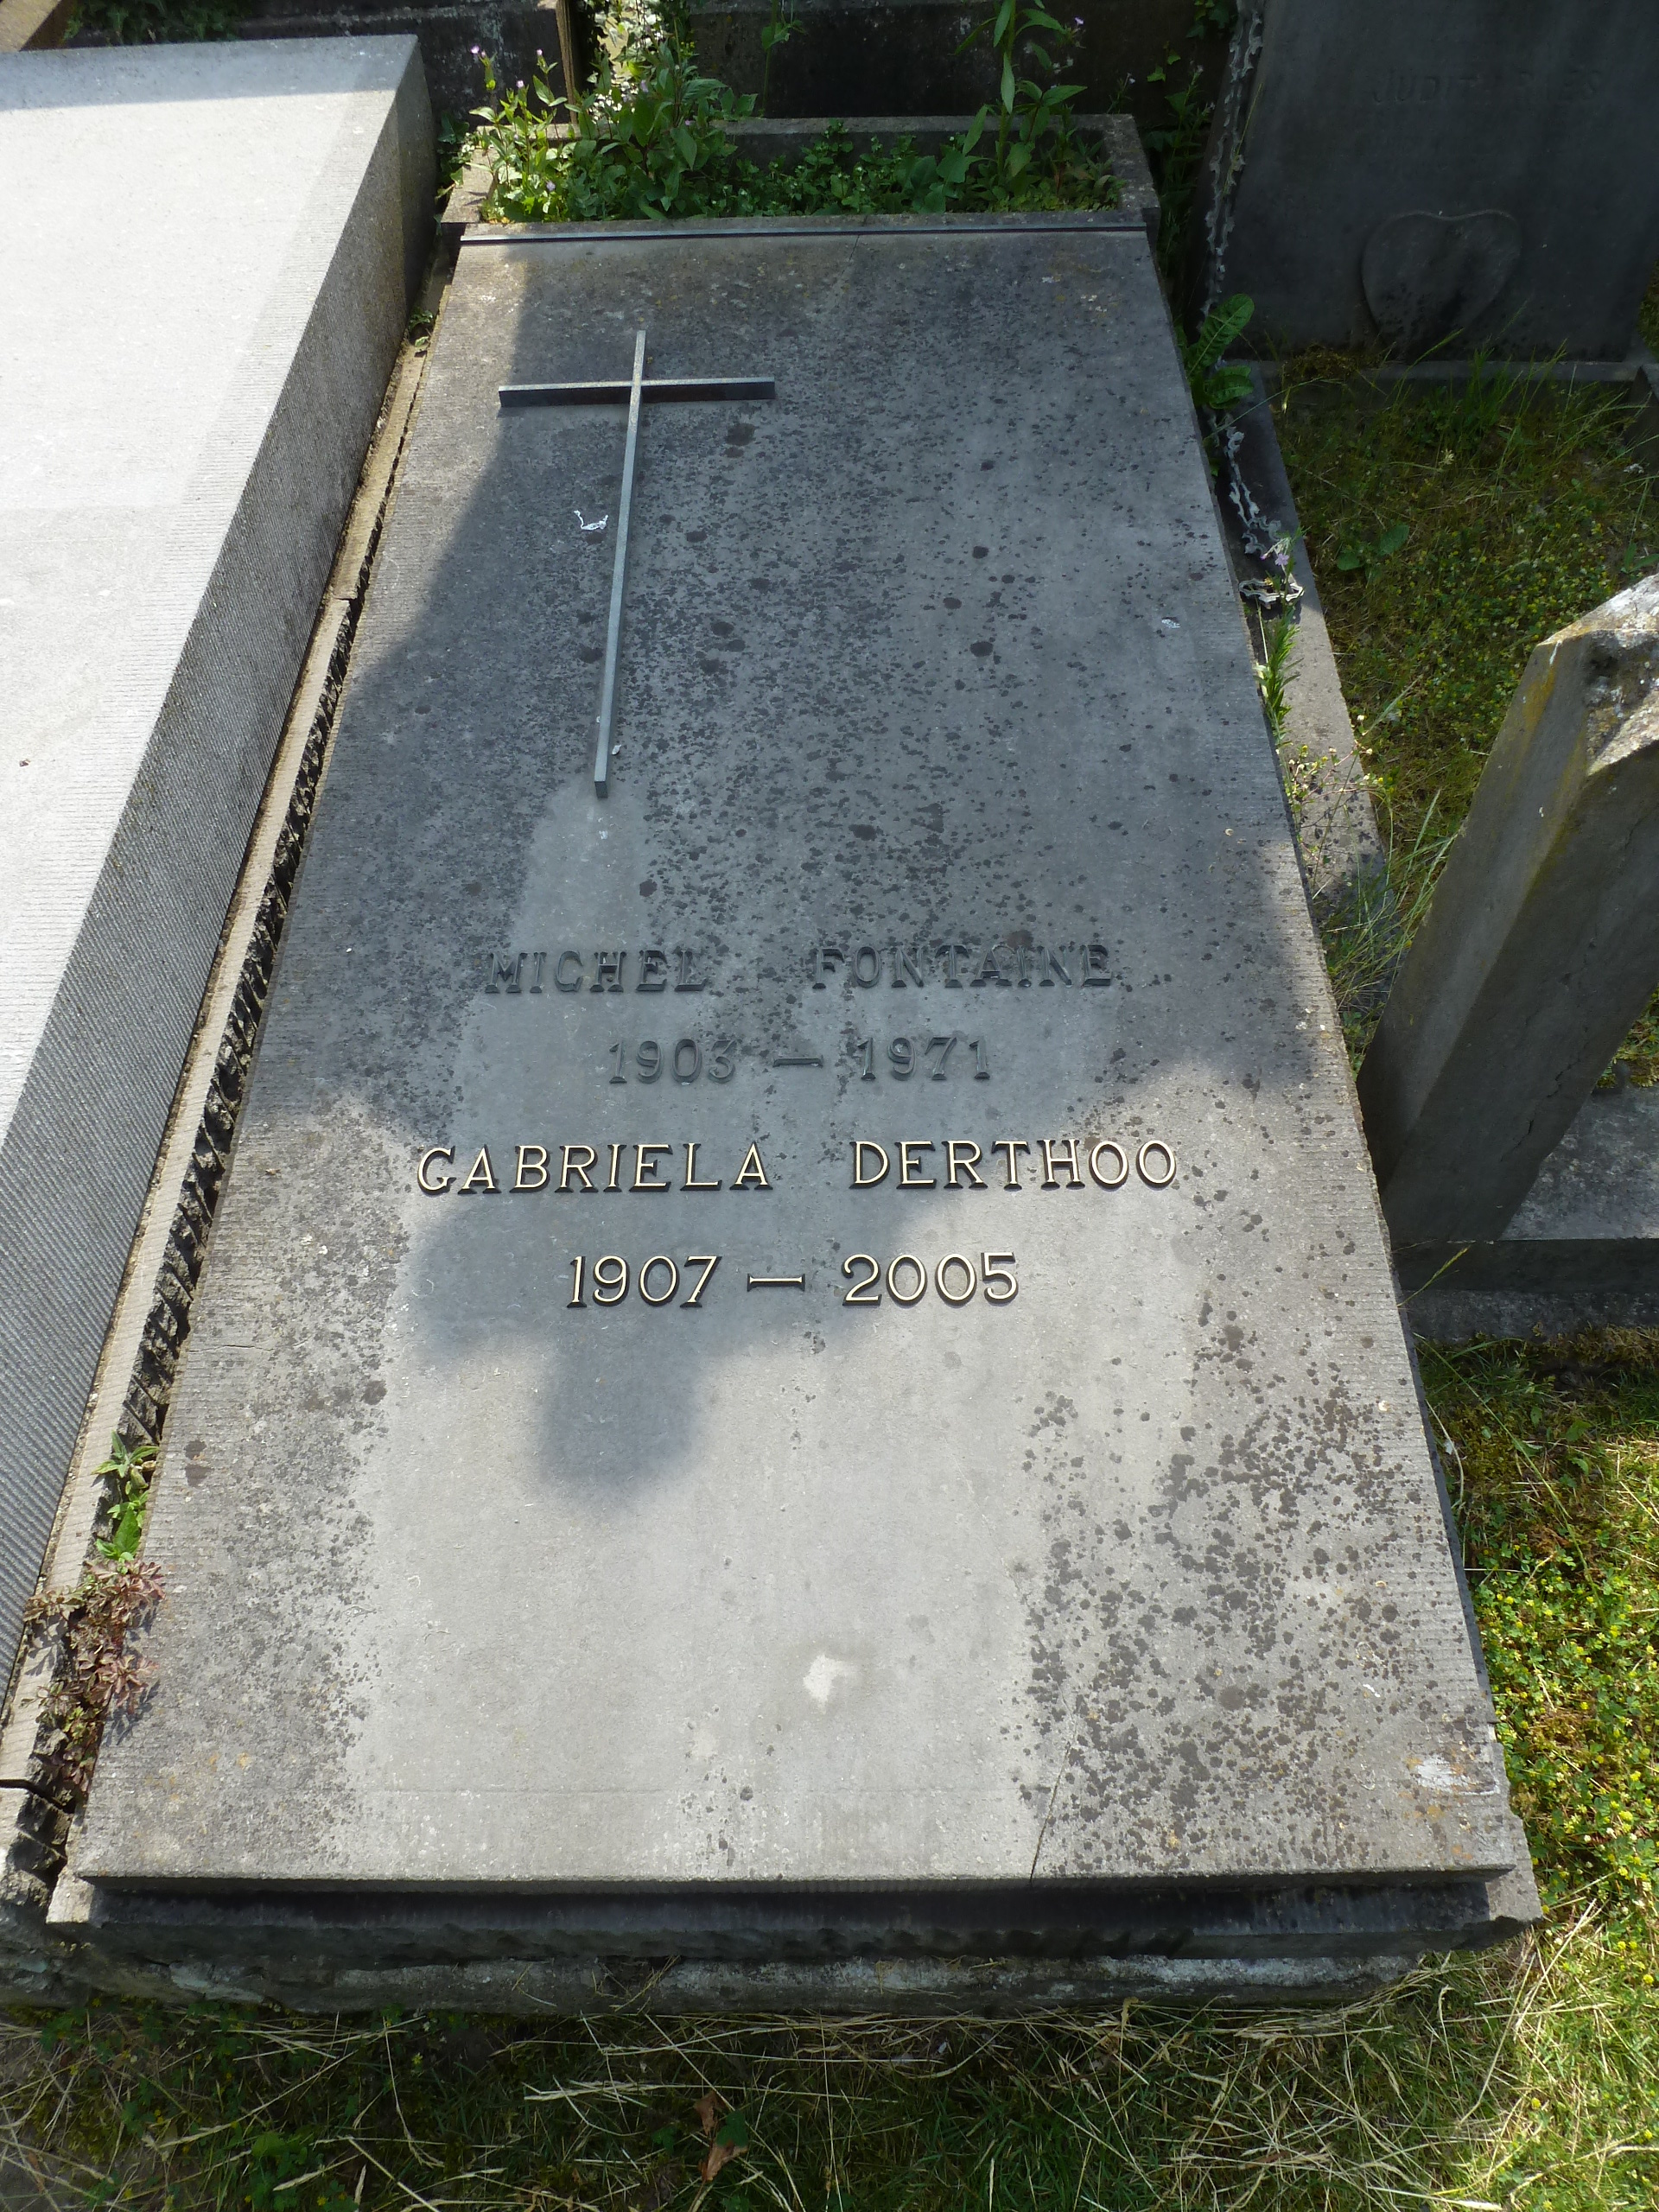 MICHEL FONTAINE
1903 — 1971
GABRIELA DERTHOO
1907 — 2005